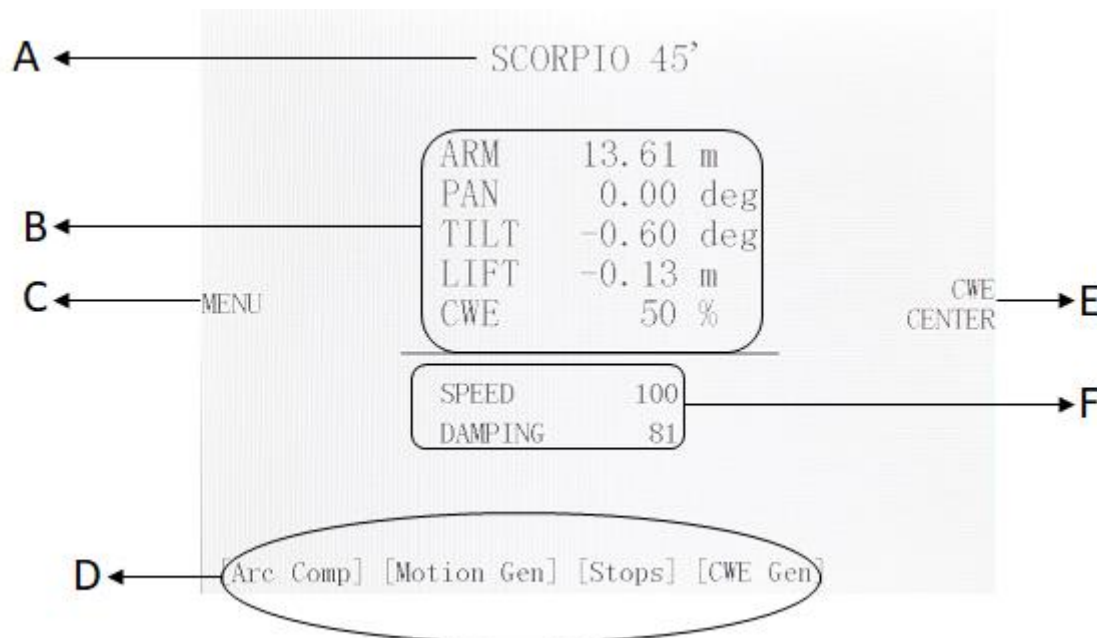 A
SCORPIO 45'
ARM 13.61 m
PAN 0.00 deg
B
TILT -0.60 deg
LIFT -0.13 m
C
MENU
CWE 50 %
CWE
CENTER
E
SPEED 100
F
DAMPING 81
D
[Arc Comp] [Motion Gen] [Stops] [CWE Gen]